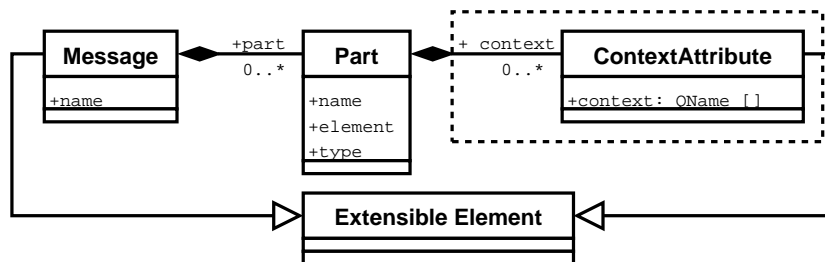 Message
+name
+part
0..*
Part
+name
+element
+type
+ context
0..*
ContextAttribute
+context: QName []
Extensible Element